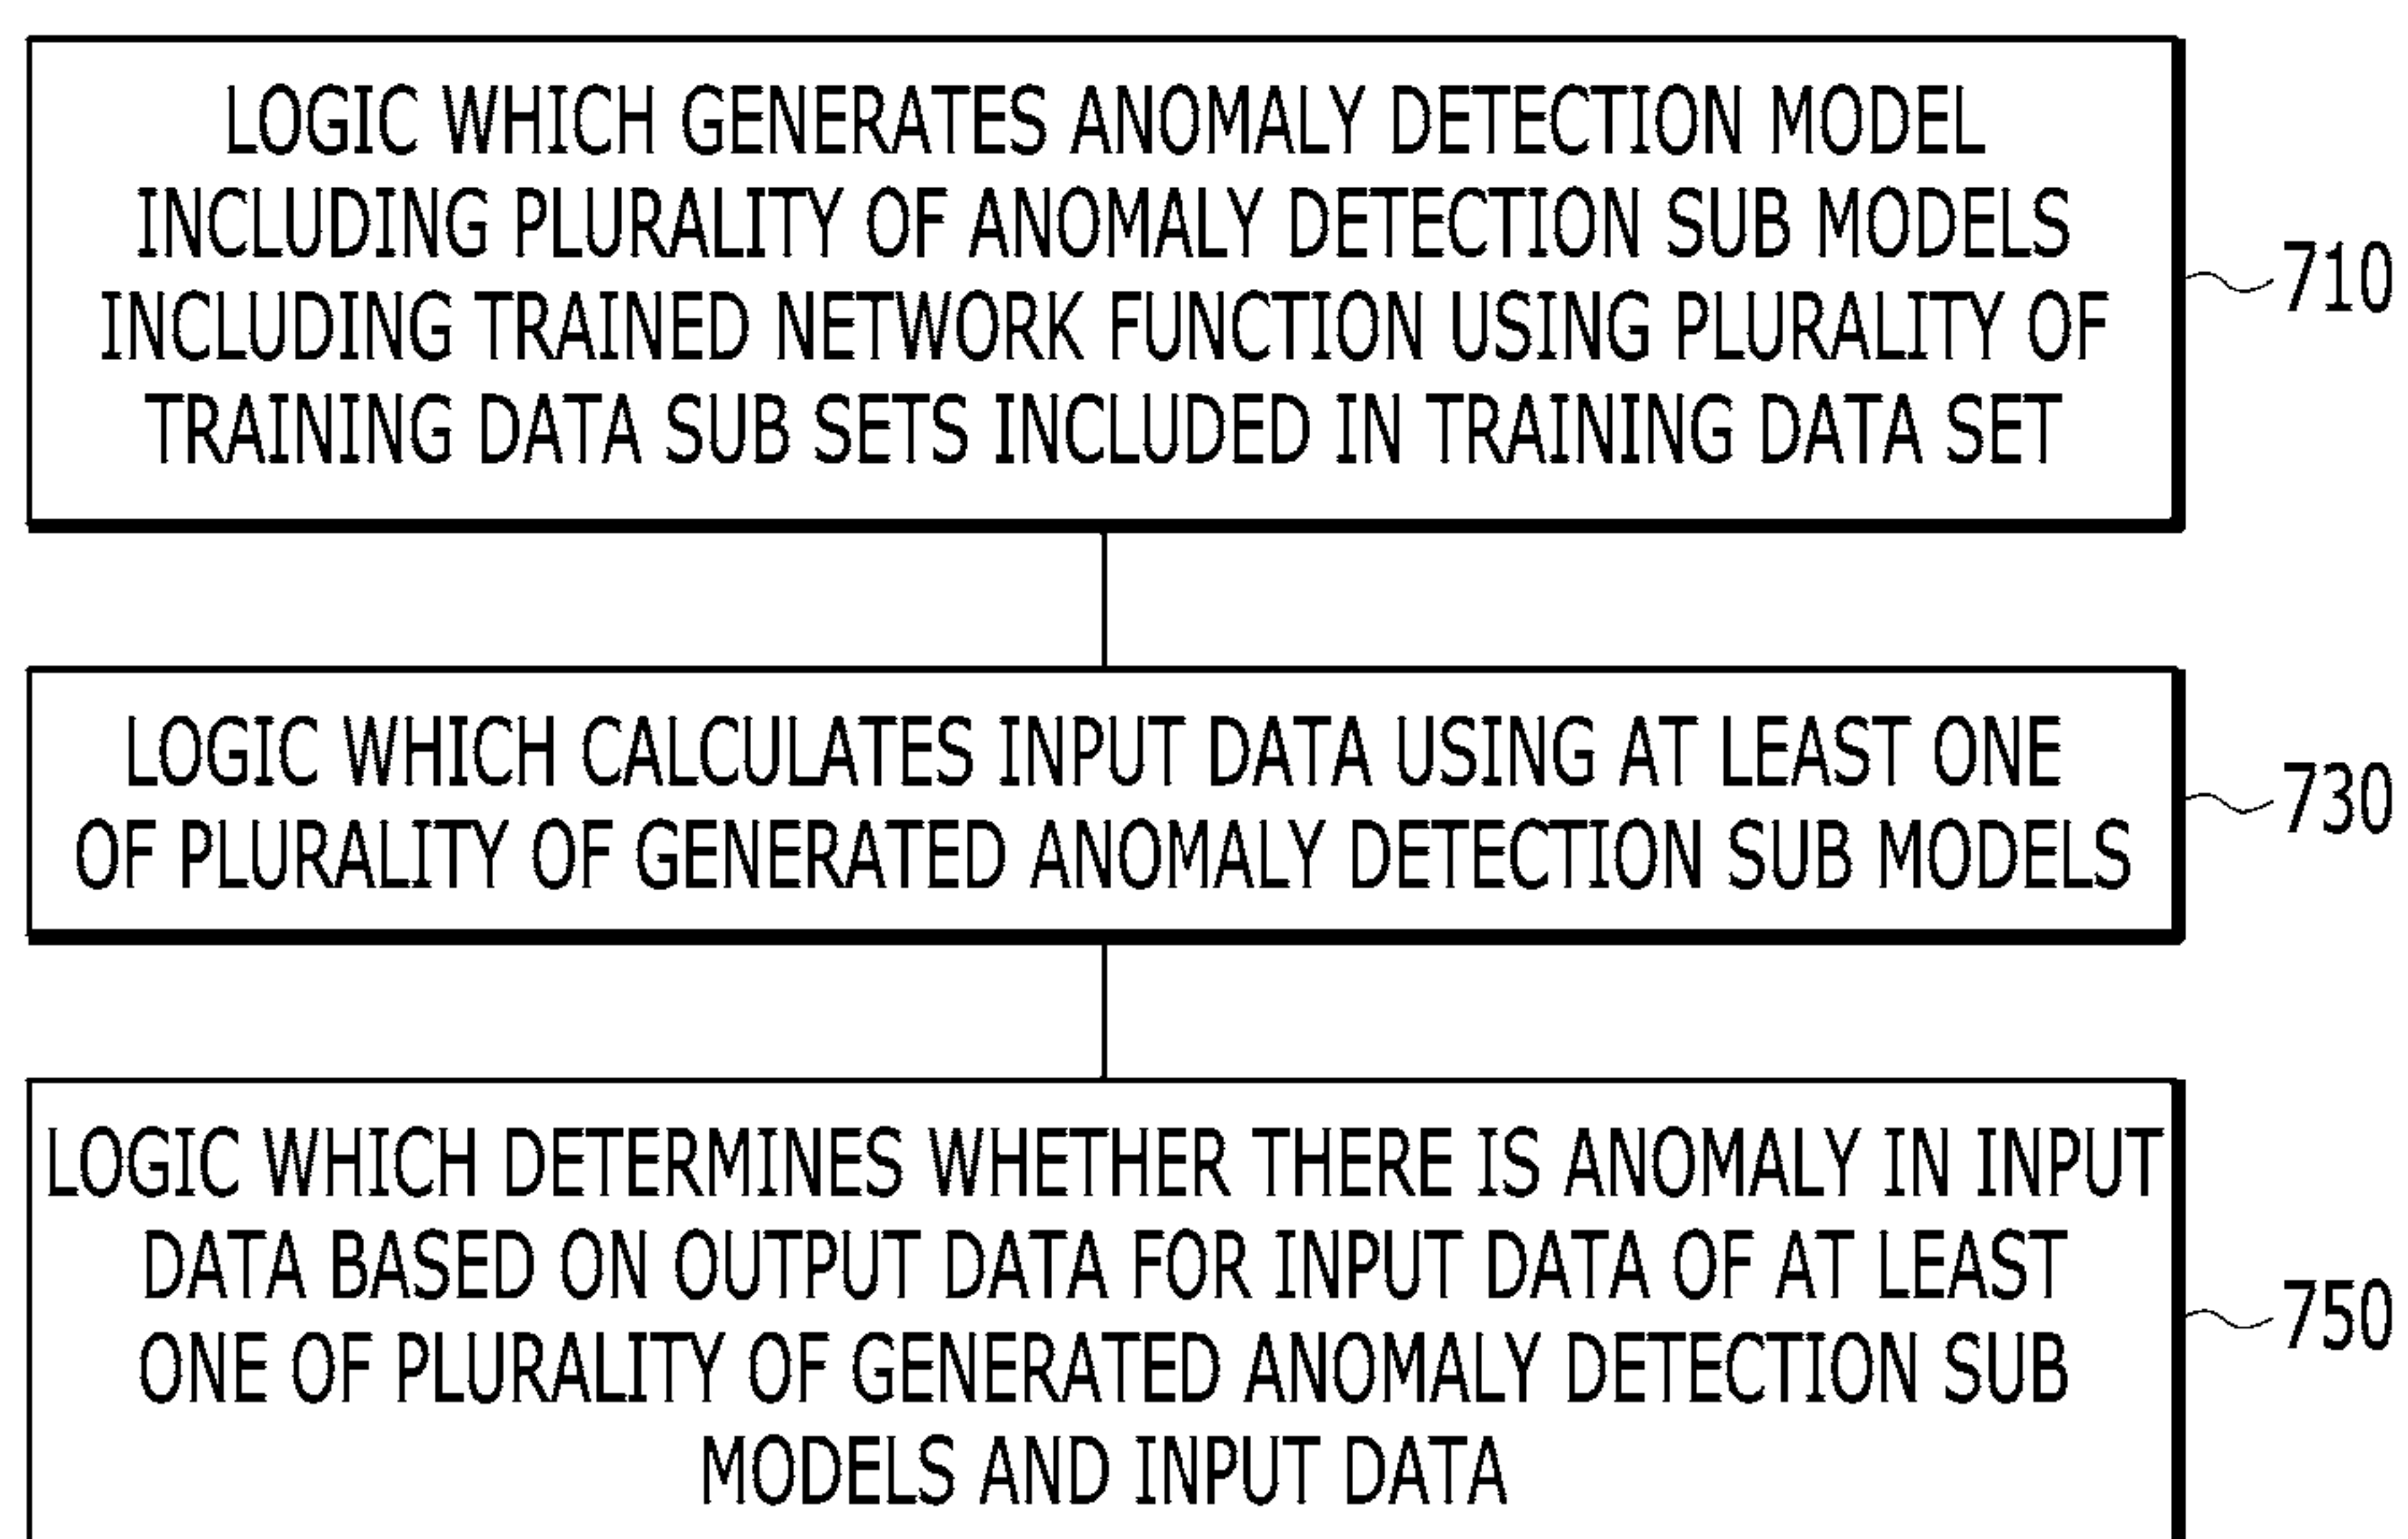 LOGIC WHICH GENERATES ANOMALY DETECTION MODEL
INCLUDING PLURALITY OF ANOMALY DETECTION SUB MODELS
INCLUDING TRAINED NETWORK FUNCTION USING PLURALITY OF
TRAINING DATA SUB SETS INCLUDED IN TRAINING DATA SET
710
LOGIC WHICH CALCULATES INPUT DATA USING AT LEAST ONE
OF PLURALITY OF GENERATED ANOMALY DETECTION SUB MODELS
730
LOGIC WHICH DETERMINES WHETHER THERE IS ANOMALY IN INPUT
DATA BASED ON OUTPUT DATA FOR INPUT DATA OF AT LEAST
ONE OF PLURALITY OF GENERATED ANOMALY DETECTION SUB
MODELS AND INPUT DATA
750